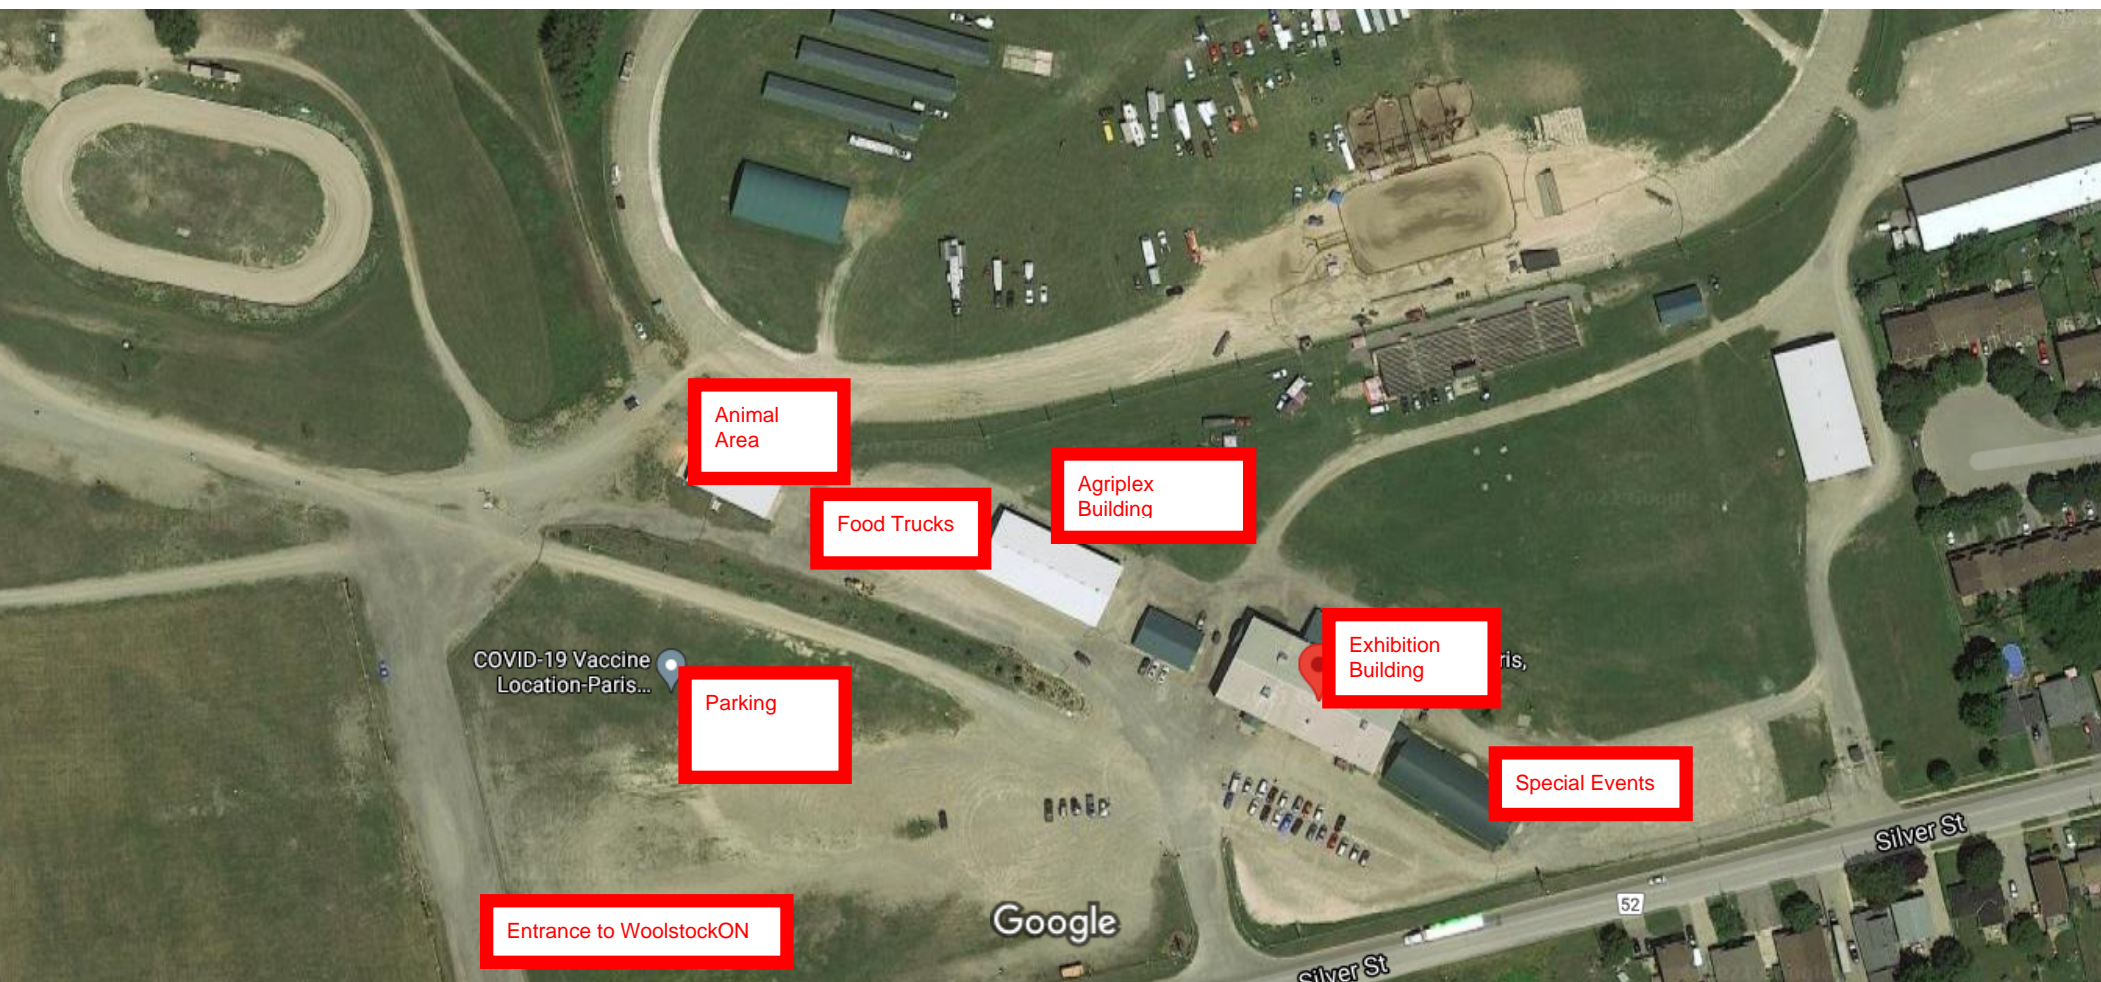 Animal
Area
Agriplex
Building
Food Trucks
Exhibition
Building
ris,
COVID-19 Vaccine
Location-Paris...
Parking
Special Events
Silver St
52
Entrance to WoolstockON
Google
Silver St